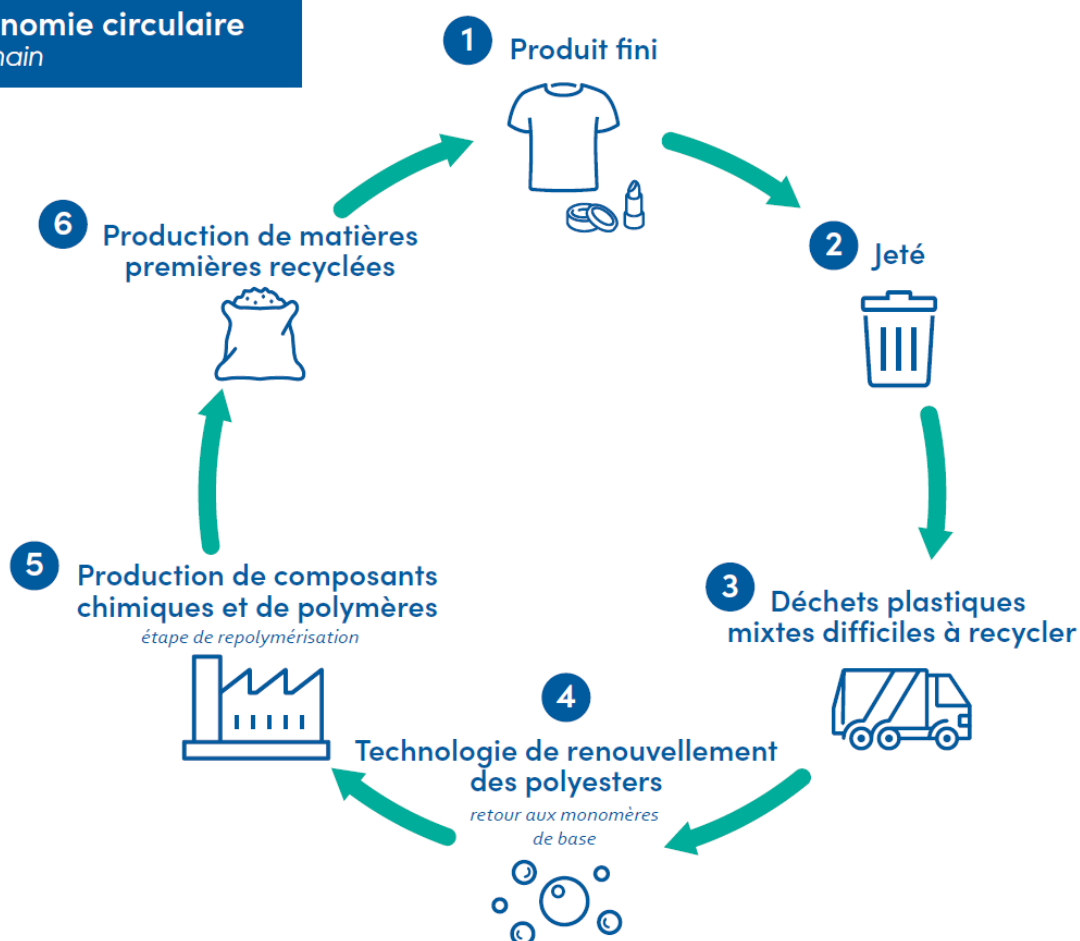 nomie circulaire
main
1
Produit fini
2
Jeté
3
Déchets plastiques
mixtes difficiles à recycler
4
Technologie de renouvellement
des polyesters
retour aux monomères
de base
5
Production de composants
chimiques et de polymères
étape de repolymérisation
6
Production de matières
premières recyclées